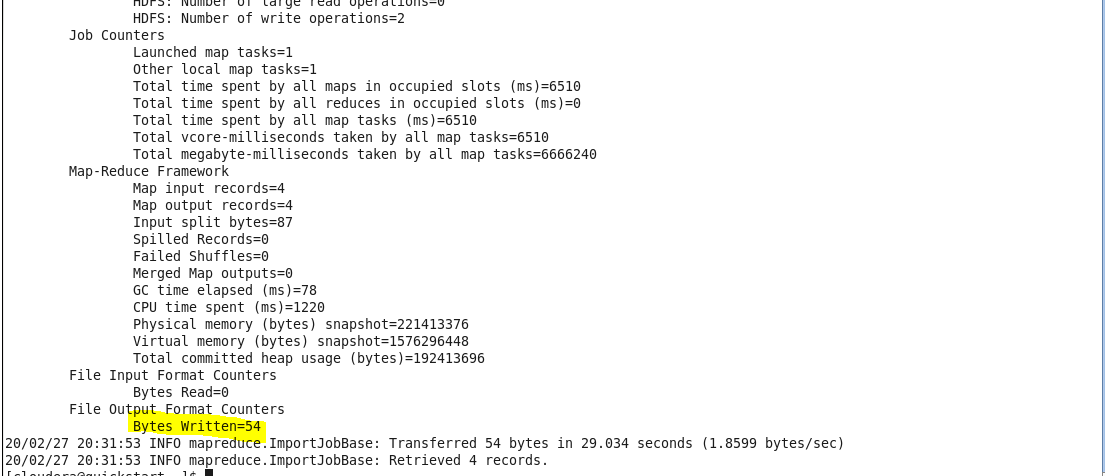 HDFS: Number of large read operations=0
HDFS: Number of write operations=2
Job Counters
Launched map tasks=1
Other local map tasks=1
Total time spent by all maps in occupied slots (ms)=6510
Total time spent by all reduces in occupied slots (ms)=0
Total time spent by all map tasks (ms)=6510
Total vcore-milliseconds taken by all map tasks=6510
Total megabyte-milliseconds taken by all map tasks=6666240
Map-Reduce Framework
Map input records=4
Map output records=4
Input split bytes=87
Spilled Records=0
Failed Shuffles=0
Merged Map outputs=0
GC time elapsed (ms)=78
CPU time spent (ms)=1220
Physical memory (bytes) snapshot=221413376
Virtual memory (bytes) snapshot=1576296448
Total committed heap usage (bytes)=192413696
File Input Format Counters
Bytes Read=0
File Output Format Counters
Bytes Written=54
20/02/27 20:31:53 INFO mapreduce.ImportJobBase: Transferred 54 bytes in 29.034 seconds (1.8599 bytes/sec)
20/02/27 20:31:53 INFO mapreduce.ImportJobBase: Retrieved 4 records.
[cloudera@quickstart ~]$